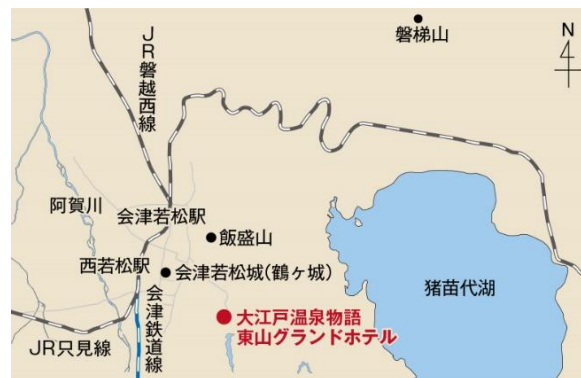 N
磐梯山
JR磐越西線
阿賀川
会津若松駅
飯盛山
西若松駅
会津若松城(鶴ヶ城)
猪苗代湖
会津鉄道線
大江戸温泉物語
東山グランドホテル
JR只見線